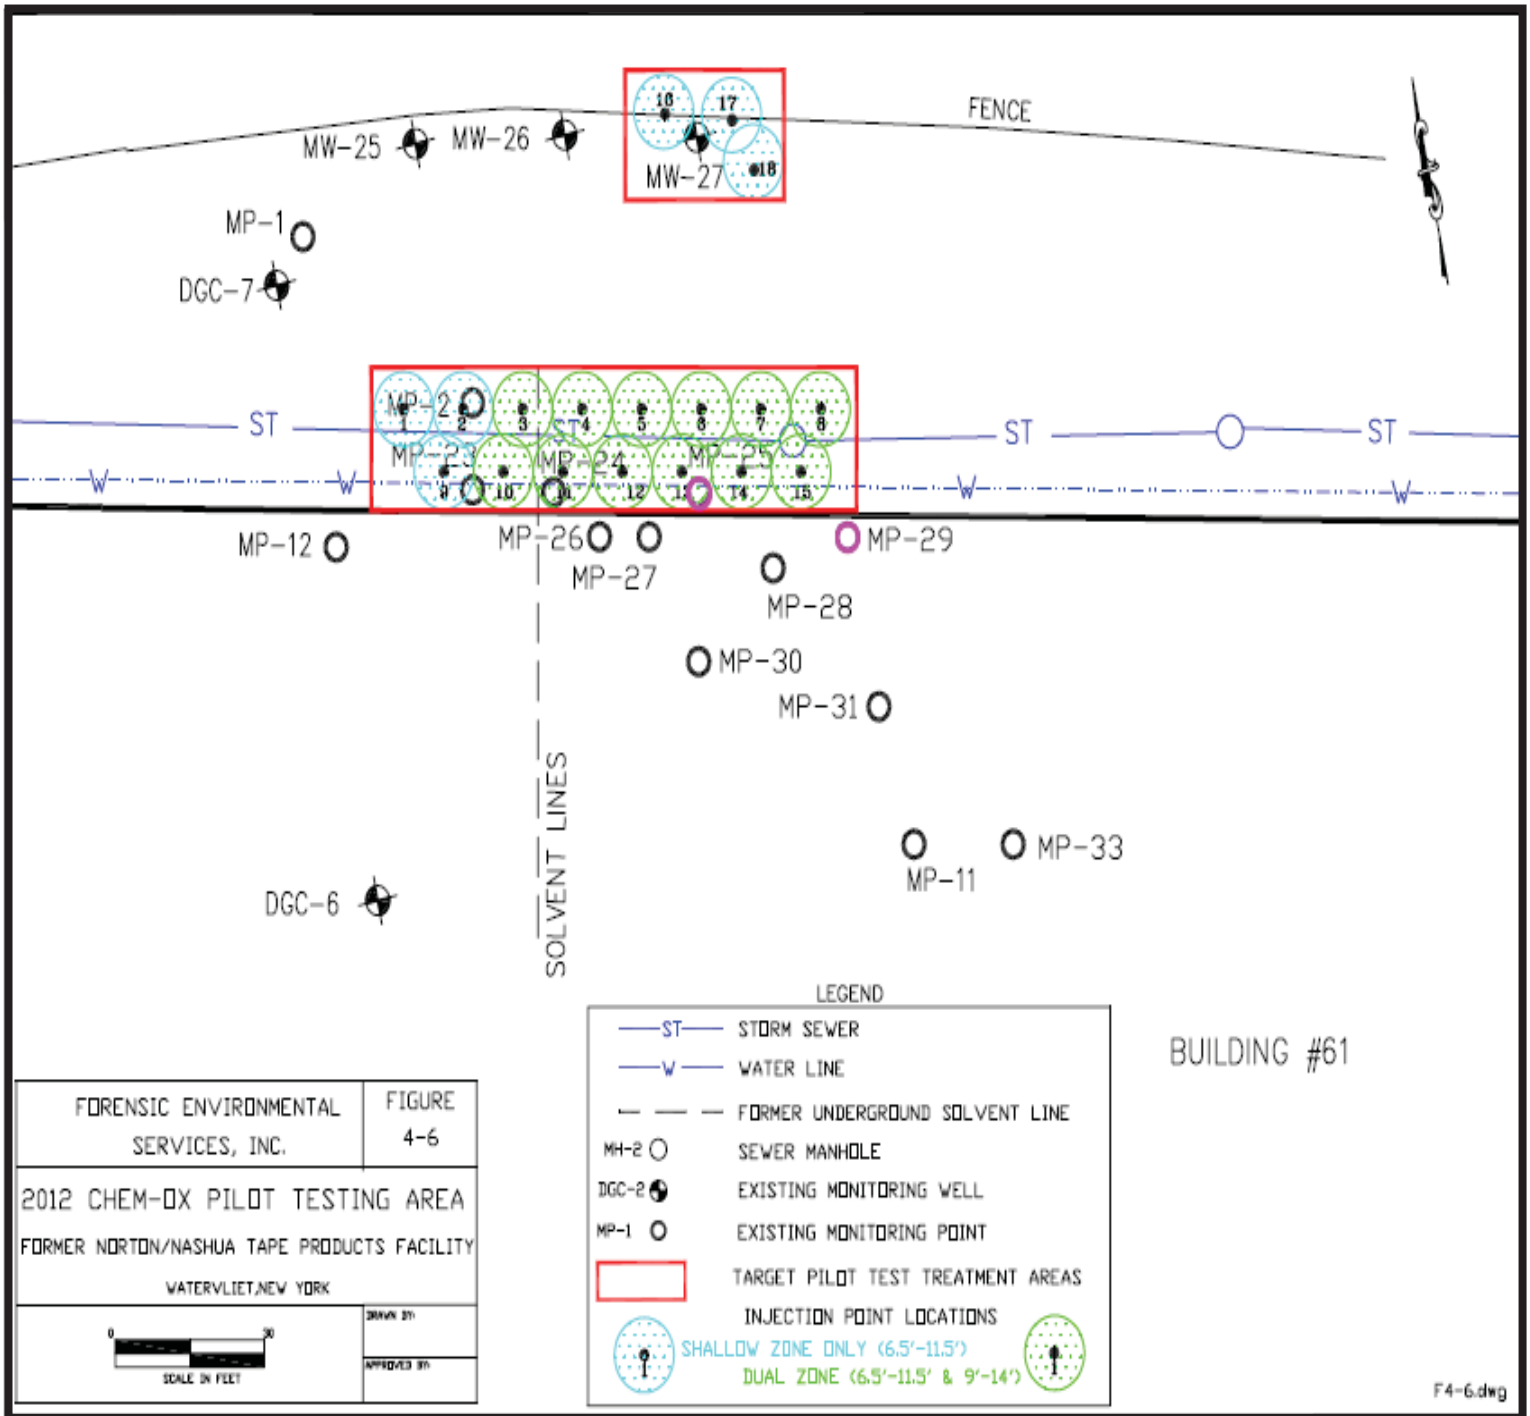 16
17
FENCE
MW-25
MW-26
MW-27
18
MP-1
DGC-7
MP-2
1
2
3
4
5
6
7
8
ST
ST
ST
ST
MP-23
MP-24
MP-25
W
W
W
W
9
10
11
12
13
14
15
MP-12
MP-26
MP-27
MP-29
MP-28
MP-30
MP-31
SOLVENT LINES
MP-11
MP-33
DGC-6
LEGEND
ST STORM SEWER
W WATER LINE
FORMER UNDERGROUND SOLVENT LINE
MH-2 SEWER MANHOLE
DGC-2 EXISTING MONITORING WELL
MP-1 EXISTING MONITORING POINT
TARGET PILOT TEST TREATMENT AREAS
INJECTION POINT LOCATIONS
1 SHALLOW ZONE ONLY (6.5'-11.5')
DUAL ZONE (6.5'-11.5' & 9'-14') 1
BUILDING #61
FORENSIC ENVIRONMENTAL
SERVICES, INC.
FIGURE
4-6
2012 CHEM-OX PILOT TESTING AREA
FORMER NORTON/NASHUA TAPE PRODUCTS FACILITY
WATERVLIET,NEW YORK
0 30
SCALE IN FEET
DRAWN BY:
APPROVED BY:
F4-6.dwg